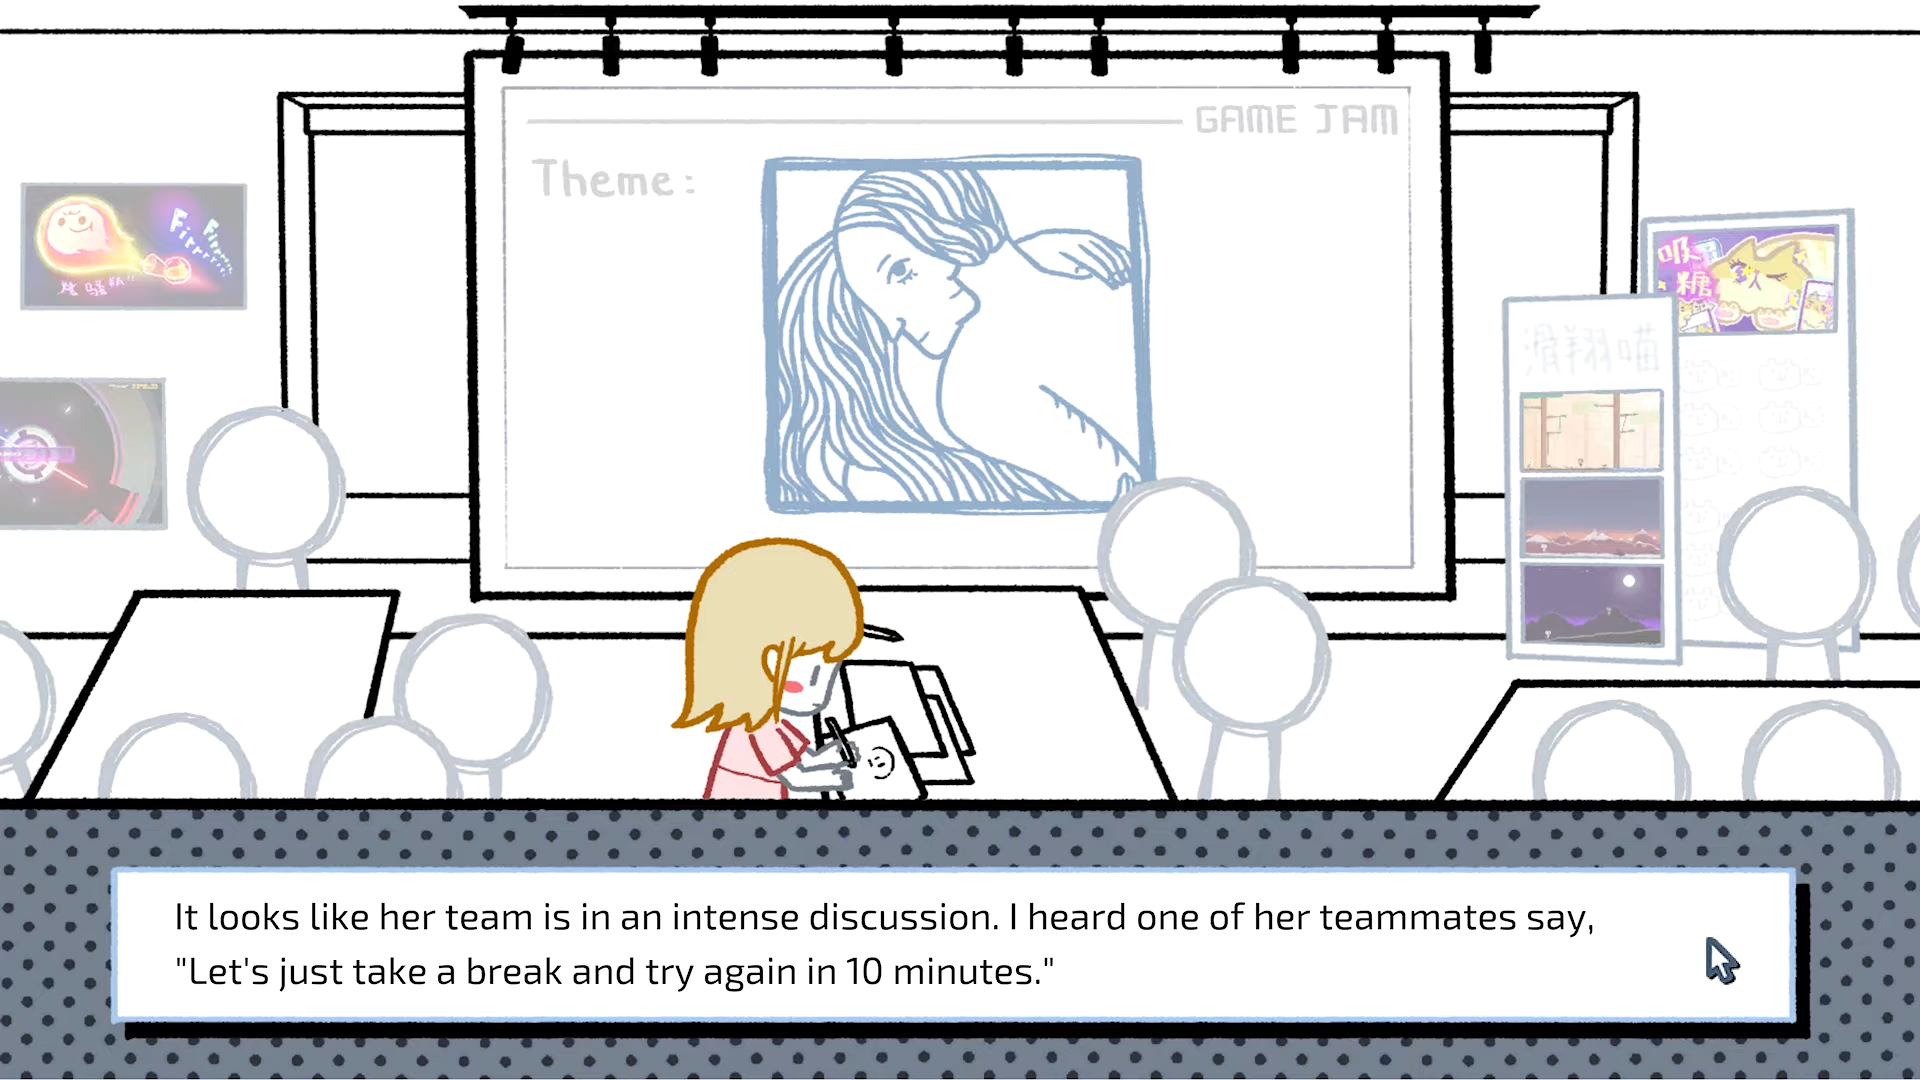 GAME JAM
Theme:
Firrrrrr
吸
糖
滑翔喵
It looks like her team is in an intense discussion. I heard one of her teammates say,
"Let's just take a break and try again in 10 minutes."